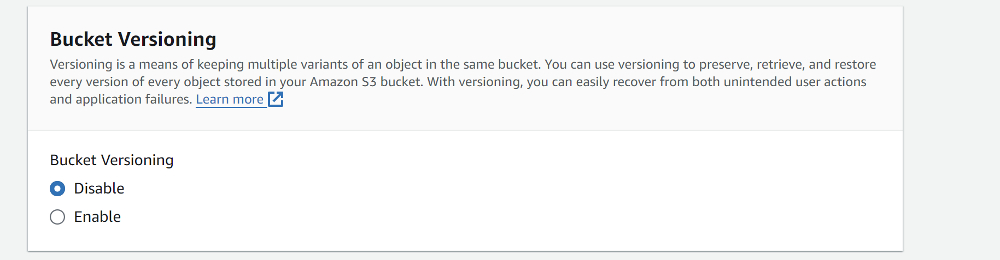 Bucket Versioning
Versioning is a means of keeping multiple variants of an object in the same bucket. You can use versioning to preserve, retrieve, and restore
every version of every object stored in your Amazon S3 bucket. With versioning, you can easily recover from both unintended user actions
and application failures. Learn more
Bucket Versioning
Disable
Enable